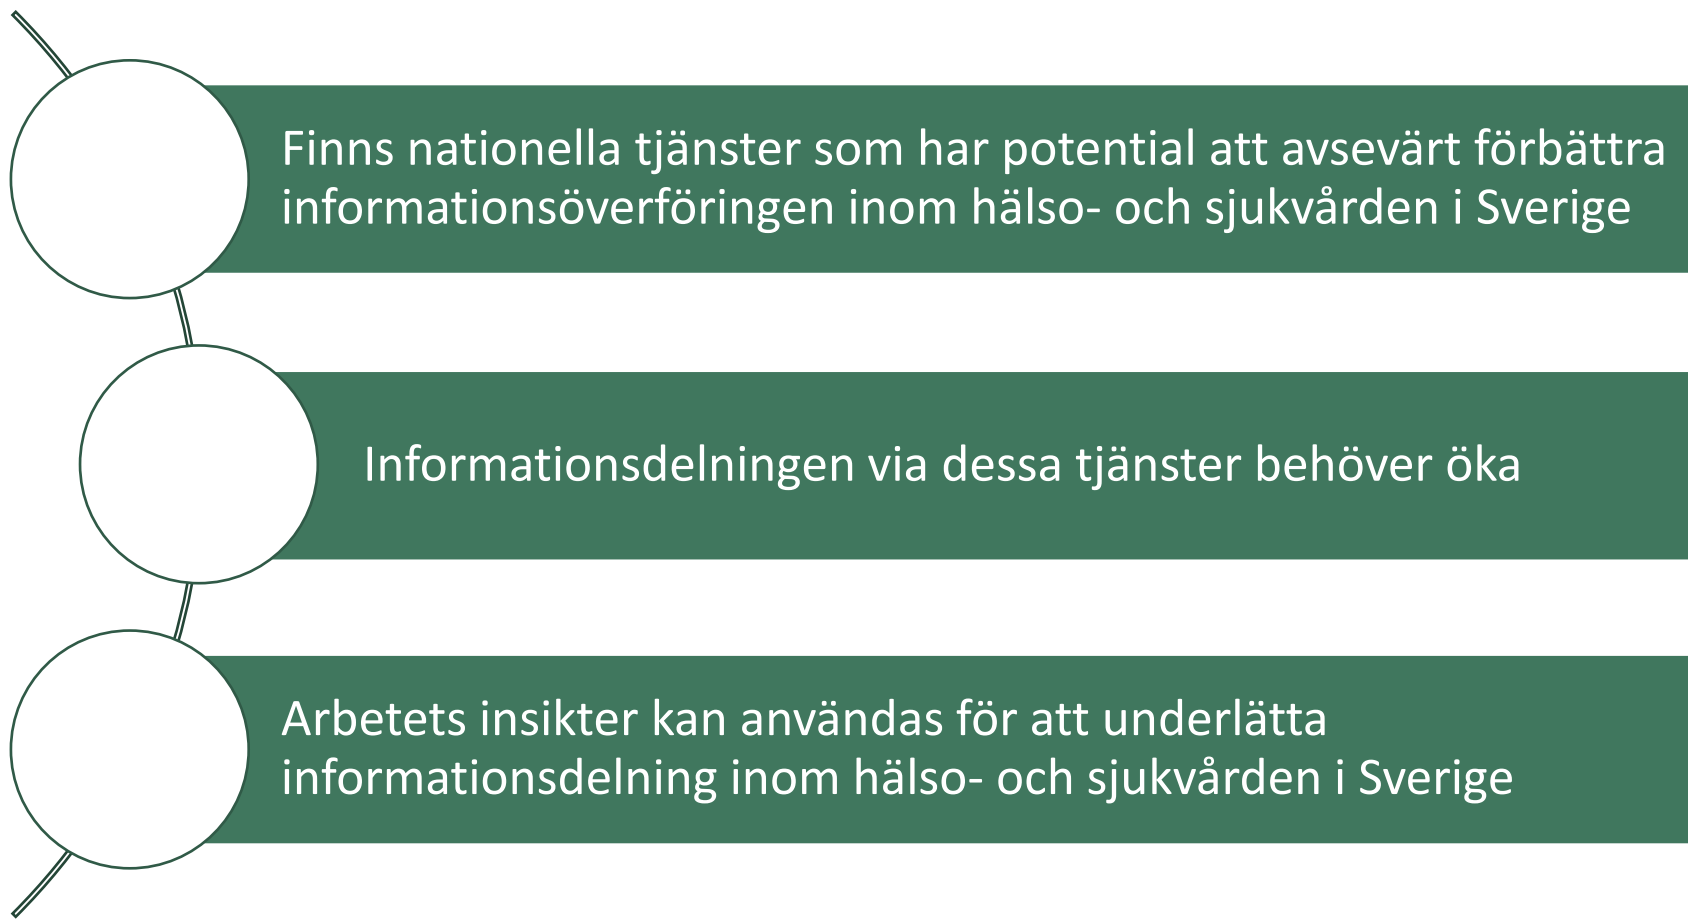 Finns nationella tjänster som har potential att avsevärt förbättra
informationsöverföringen inom hälso- och sjukvården i Sverige
Informationsdelningen via dessa tjänster behöver öka
Arbetets insikter kan användas för att underlätta
informationsdelning inom hälso- och sjukvården i Sverige